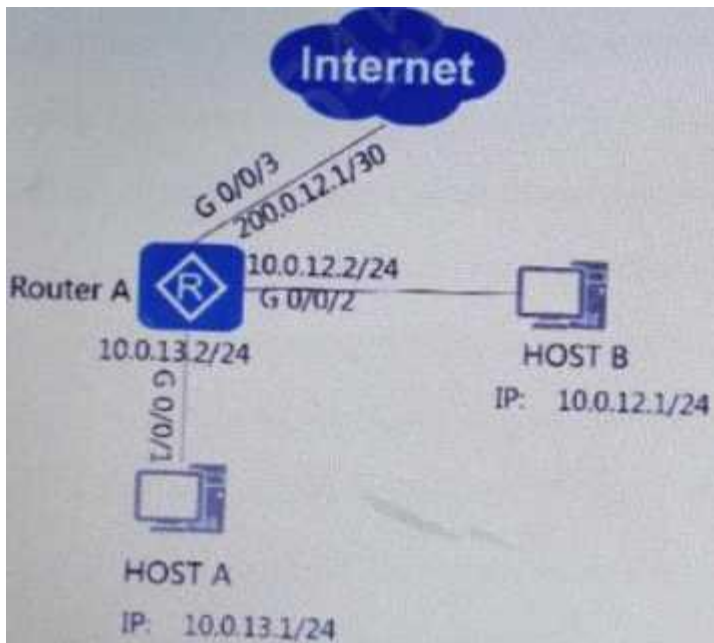 Internet
G 0/0/3
200.0.12.1/30
10.0.12.2/24
Router A
R
G 0/0/2
10.0.13.2/24
HOST B
G 0/0/1
IP: 10.0.12.1/24
HOST A
IP: 10.0.13.1/24